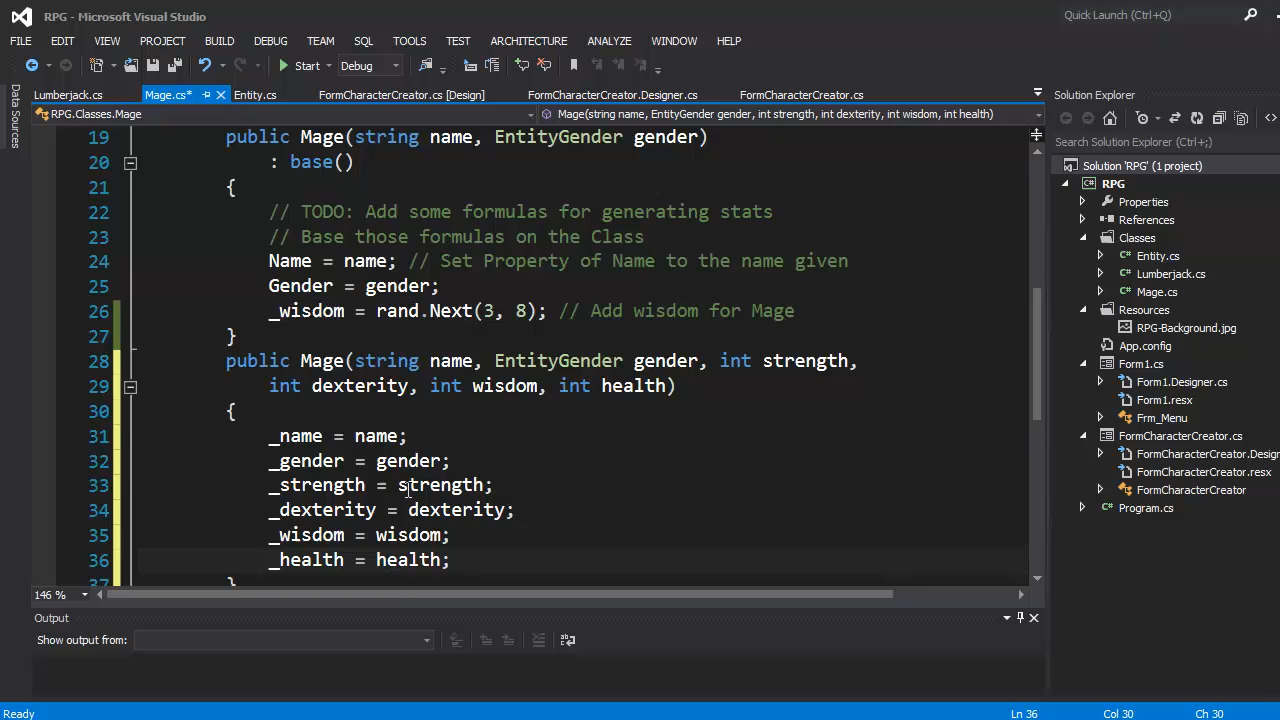 RPG - Microsoft Visual Studio
Quick Launch (Ctrl+Q)
FILE EDIT VIEW PROJECT BUILD DEBUG TEAM SQL TOOLS TEST ARCHITECTURE ANALYZE WINDOW HELP
Start Debug
Data Sources
Lumberjack.cs Mage.cs* Entity.cs FormCharacterCreator.cs [Design] FormCharacterCreator.Designer.cs FormCharacterCreator.cs
RPG.Classes.Mage Mage(string name, EntityGender gender, int strength, int dexterity, int wisdom, int health)
19 public Mage(string name, EntityGender gender)
20 : base()
21 {
22 // TODO: Add some formulas for generating stats
23 // Base those formulas on the Class
24 Name = name; // Set Property of Name to the name given
25 Gender = gender;
26 _wisdom = rand.Next(3, 8); // Add wisdom for Mage
27 }
28 public Mage(string name, EntityGender gender, int strength,
29 int dexterity, int wisdom, int health)
30 {
31 _name = name;
32 _gender = gender;
33 _strength = strength;
34 _dexterity = dexterity;
35 _wisdom = wisdom;
36 _health = health;
37 }
146 %
Output
Show output from:
Solution Explorer
Search Solution Explorer (Ctrl+;)
Solution 'RPG' (1 project)
RPG
Properties
References
Classes
Entity.cs
Lumberjack.cs
Mage.cs
Resources
RPG-Background.jpg
App.config
Form1.cs
Form1.Designer.cs
Form1.resx
Frm_Menu
FormCharacterCreator.cs
FormCharacterCreator.Desig
FormCharacterCreator.resx
FormCharacterCreator
Program.cs
Ready Ln 36 Col 30 Ch 30